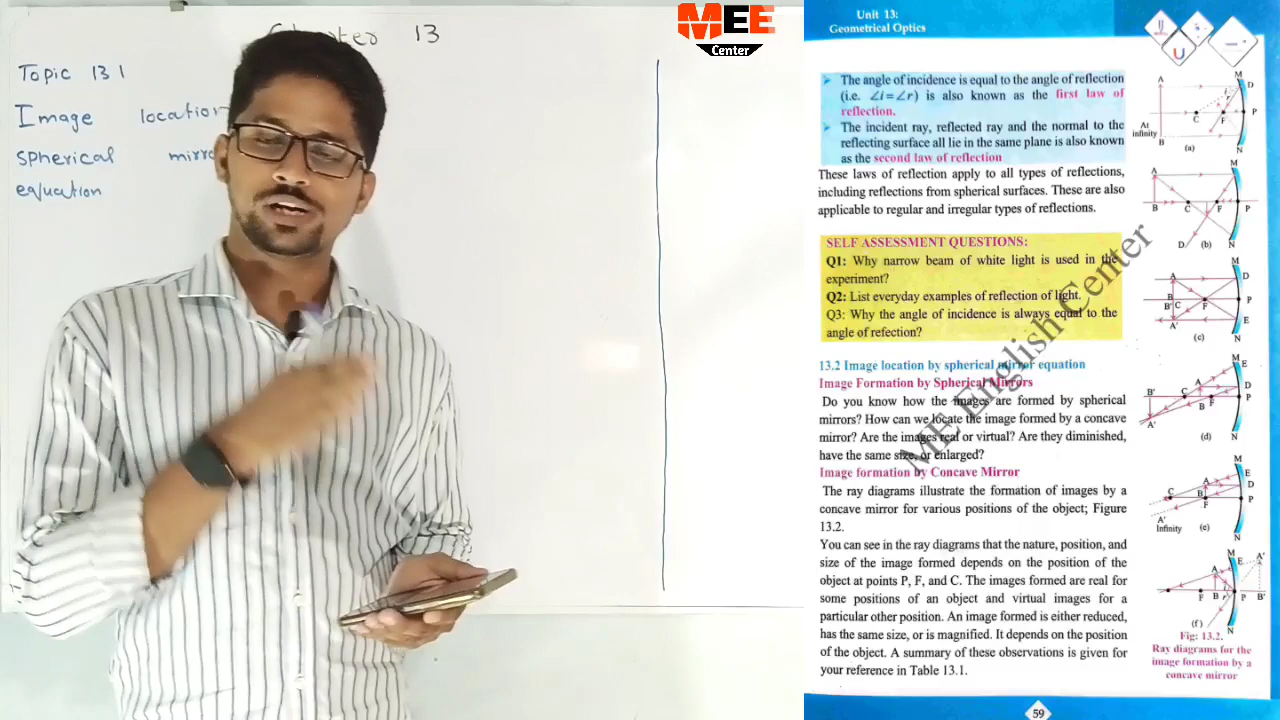 Chapter 13
Topic 13.1
Image location
spherical mirro
equation
MEE
Center
Unit 13:
Geometrical Optics
The angle of incidence is equal to the angle of reflection
(i.e. ∠i=∠r) is also known as the first law of
reflection.
The incident ray, reflected ray and the normal to the
reflecting surface all lie in the same plane is also known
as the second law of reflection
These laws of reflection apply to all types of reflections,
including reflections from spherical surfaces. These are also
applicable to regular and irregular types of reflections.
SELF ASSESSMENT QUESTIONS:
Q1: Why narrow beam of white light is used in the
experiment?
Q2: List everyday examples of reflection of light.
Q3: Why the angle of incidence is always equal to the
angle of refection?
13.2 Image location by spherical mirror equation
Image Formation by Spherical Mirrors
Do you know how the images are formed by spherical
mirrors? How can we locate the image formed by a concave
mirror? Are the images real or virtual? Are they diminished,
have the same size, or enlarged?
Image formation by Concave Mirror
The ray diagrams illustrate the formation of images by a
concave mirror for various positions of the object; Figure
13.2.
You can see in the ray diagrams that the nature, position, and
size of the image formed depends on the position of the
object at points P, F, and C. The images formed are real for
some positions of an object and virtual images for a
particular other position. An image formed is either reduced,
has the same size, or is magnified. It depends on the position
of the object. A summary of these observations is given for
your reference in Table 13.1.
ME English Center
A M D
C F P
At
infinity
B (a) N
A M
B C F P
D (b) N
M
A D
B F P
B' C
A' E
(c) N
M E
B' C A D
B F P
A'
(d) N
M
A E
C B D
F P
A'
Infinity (e)
N
M E A'
A
F B r P B'
(f) N
Fig: 13.2.
Ray diagrams for the
image formation by a
concave mirror
59